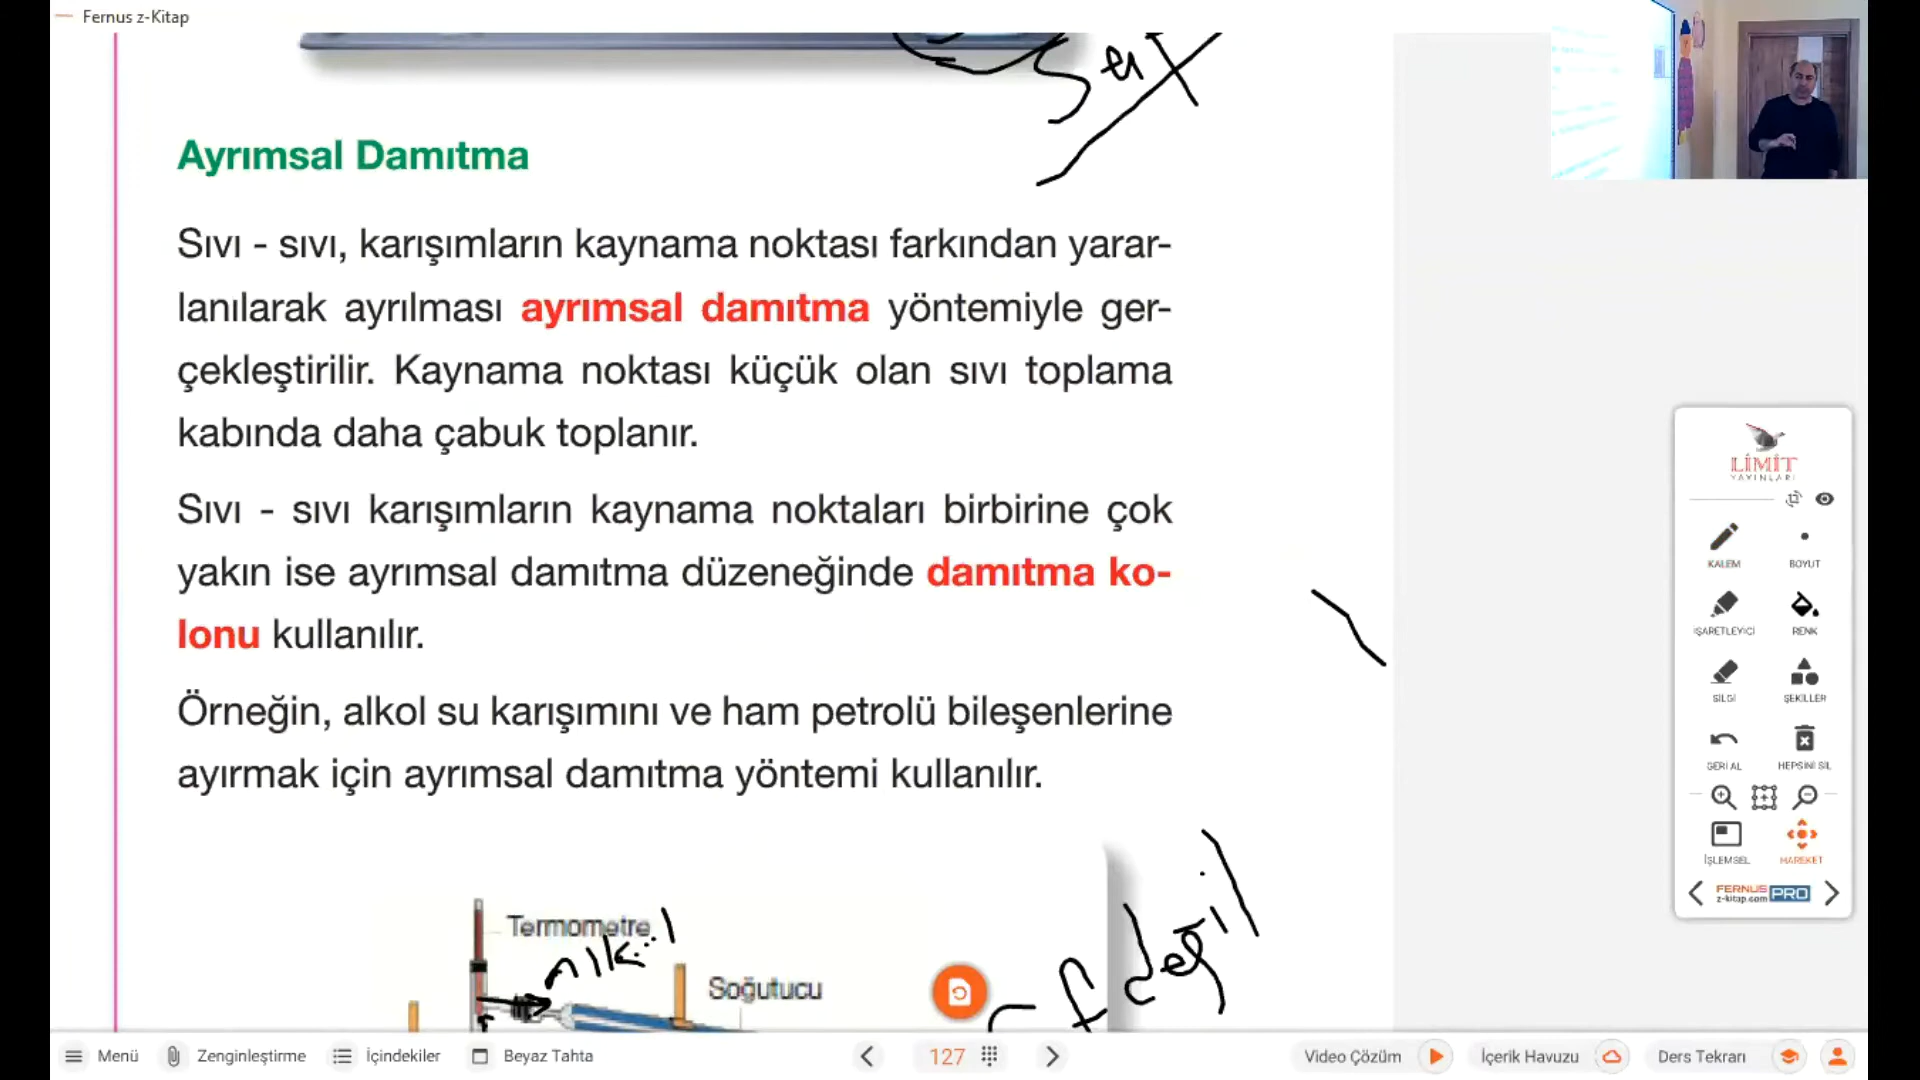 Fernus z-Kitap
Saf
Ayrımsal Damıtma
Sıvı - sıvı, karışımların kaynama noktası farkından yarar-
lanılarak ayrılması ayrımsal damıtma yöntemiyle ger-
çekleştirilir. Kaynama noktası küçük olan sıvı toplama
kabında daha çabuk toplanır.
Sıvı - sıvı karışımların kaynama noktaları birbirine çok
yakın ise ayrımsal damıtma düzeneğinde damıtma ko-
lonu kullanılır.
Örneğin, alkol su karışımını ve ham petrolü bileşenlerine
ayırmak için ayrımsal damıtma yöntemi kullanılır.
Termometre
Soğutucu
değil
LİMİT
YAYINLARI
KALEM
BOYUT
İŞARETLEYİCİ
RENK
SİLGİ
ŞEKİLLER
GERİ AL
HEPSİNİ SİL
İŞLEMSEL
HAREKET
FERNUS PRO
z-kitap.com
Menü
Zenginleştirme
İçindekiler
Beyaz Tahta
127
Video Çözüm
İçerik Havuzu
Ders Tekrarı